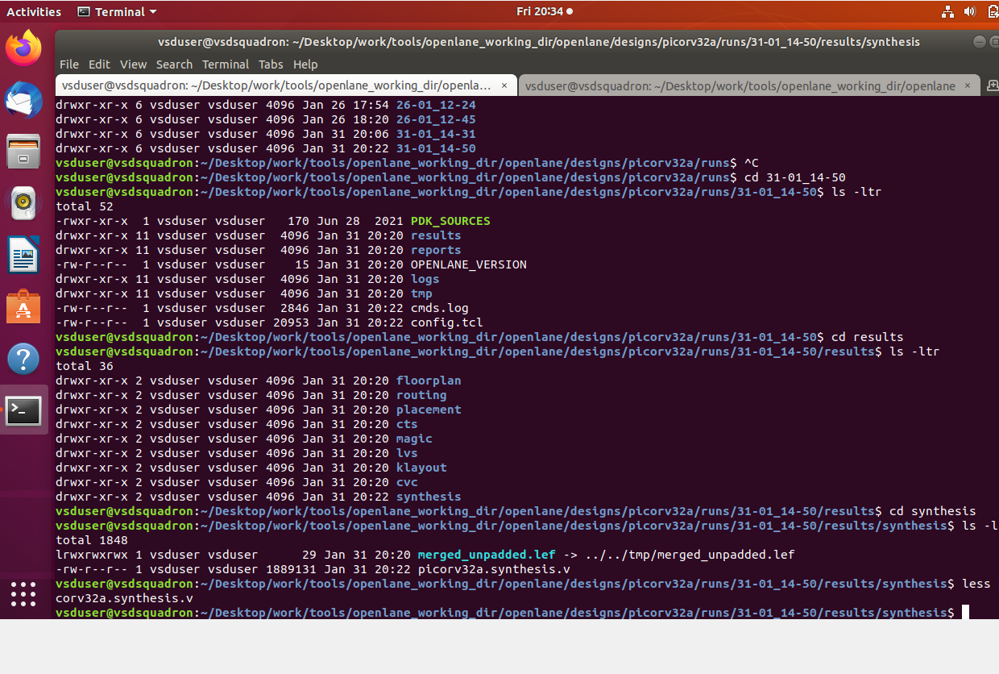 Activities Terminal Fri 20:34
vsduser@vsdsquadron: ~/Desktop/work/tools/openlane_working_dir/openlane/designs/picorv32a/runs/31-01_14-50/results/synthesis
File Edit View Search Terminal Tabs Help
vsduser@vsdsquadron: ~/Desktop/work/tools/openlane_working_dir/openla... × vsduser@vsdsquadron: ~/Desktop/work/tools/openlane_working_dir/openlane ×
drwxr-xr-x 6 vsduser vsduser 4096 Jan 26 17:54 26-01_12-24
drwxr-xr-x 6 vsduser vsduser 4096 Jan 26 18:20 26-01_12-45
drwxr-xr-x 6 vsduser vsduser 4096 Jan 31 20:06 31-01_14-31
drwxr-xr-x 6 vsduser vsduser 4096 Jan 31 20:22 31-01_14-50
vsduser@vsdsquadron:~/Desktop/work/tools/openlane_working_dir/openlane/designs/picorv32a/runs$ ^C
vsduser@vsdsquadron:~/Desktop/work/tools/openlane_working_dir/openlane/designs/picorv32a/runs$ cd 31-01_14-50
vsduser@vsdsquadron:~/Desktop/work/tools/openlane_working_dir/openlane/designs/picorv32a/runs/31-01_14-50$ ls -ltr
total 52
-rwxr-xr-x  1 vsduser vsduser   170 Jun 28  2021 PDK_SOURCES
drwxr-xr-x 11 vsduser vsduser  4096 Jan 31 20:20 results
drwxr-xr-x 11 vsduser vsduser  4096 Jan 31 20:20 reports
-rw-r--r--  1 vsduser vsduser    15 Jan 31 20:20 OPENLANE_VERSION
drwxr-xr-x 11 vsduser vsduser  4096 Jan 31 20:20 logs
drwxr-xr-x 11 vsduser vsduser  4096 Jan 31 20:20 tmp
-rw-r--r--  1 vsduser vsduser  2846 Jan 31 20:22 cmds.log
-rw-r--r--  1 vsduser vsduser 20953 Jan 31 20:22 config.tcl
vsduser@vsdsquadron:~/Desktop/work/tools/openlane_working_dir/openlane/designs/picorv32a/runs/31-01_14-50$ cd results
vsduser@vsdsquadron:~/Desktop/work/tools/openlane_working_dir/openlane/designs/picorv32a/runs/31-01_14-50/results$ ls -ltr
total 36
drwxr-xr-x 2 vsduser vsduser 4096 Jan 31 20:20 floorplan
drwxr-xr-x 2 vsduser vsduser 4096 Jan 31 20:20 routing
drwxr-xr-x 2 vsduser vsduser 4096 Jan 31 20:20 placement
drwxr-xr-x 2 vsduser vsduser 4096 Jan 31 20:20 cts
drwxr-xr-x 2 vsduser vsduser 4096 Jan 31 20:20 magic
drwxr-xr-x 2 vsduser vsduser 4096 Jan 31 20:20 lvs
drwxr-xr-x 2 vsduser vsduser 4096 Jan 31 20:20 klayout
drwxr-xr-x 2 vsduser vsduser 4096 Jan 31 20:20 cvc
drwxr-xr-x 2 vsduser vsduser 4096 Jan 31 20:22 synthesis
vsduser@vsdsquadron:~/Desktop/work/tools/openlane_working_dir/openlane/designs/picorv32a/runs/31-01_14-50/results$ cd synthesis
vsduser@vsdsquadron:~/Desktop/work/tools/openlane_working_dir/openlane/designs/picorv32a/runs/31-01_14-50/results/synthesis$ ls -l
total 1848
lrwxrwxrwx 1 vsduser vsduser      29 Jan 31 20:20 merged_unpadded.lef -> ../../tmp/merged_unpadded.lef
-rw-r--r-- 1 vsduser vsduser 1889131 Jan 31 20:22 picorv32a.synthesis.v
vsduser@vsdsquadron:~/Desktop/work/tools/openlane_working_dir/openlane/designs/picorv32a/runs/31-01_14-50/results/synthesis$ less
corv32a.synthesis.v
vsduser@vsdsquadron:~/Desktop/work/tools/openlane_working_dir/openlane/designs/picorv32a/runs/31-01_14-50/results/synthesis$